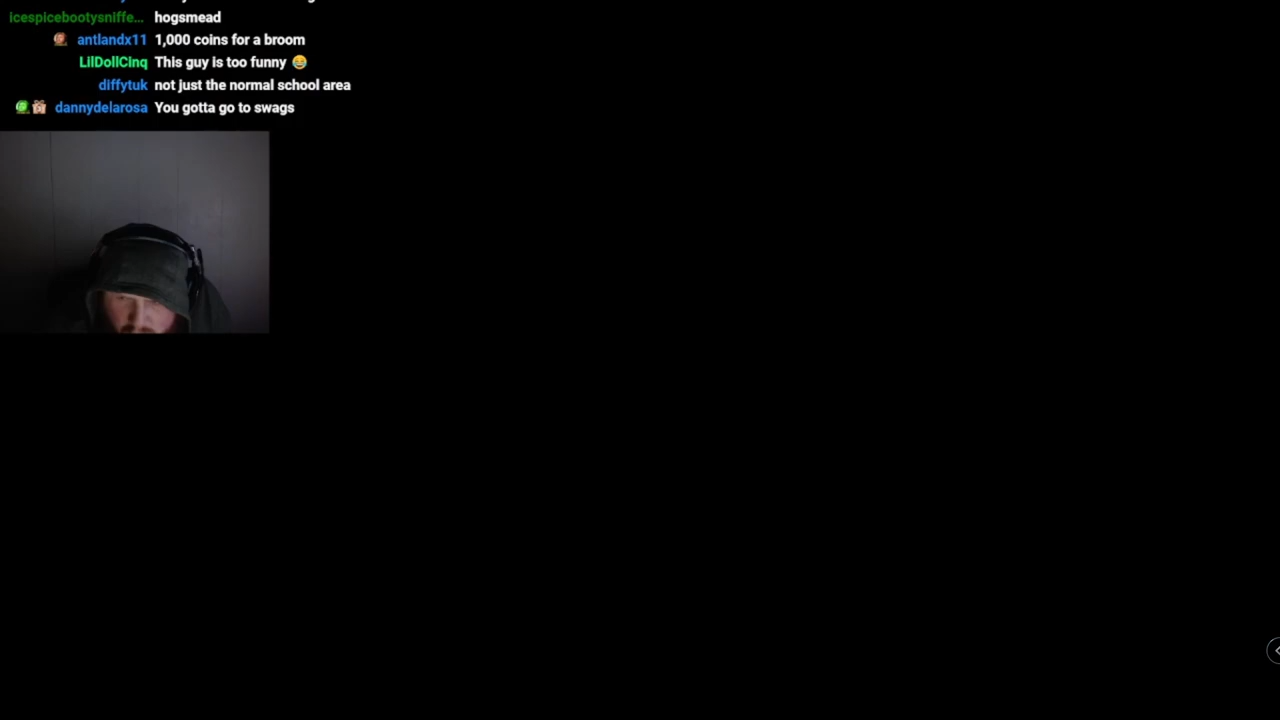 icespicebootysniffe... hogsmead
antlandx11 1,000 coins for a broom
LilDollCinq This guy is too funny 😂
diffytuk not just the normal school area
dannydelarosa You gotta go to swags